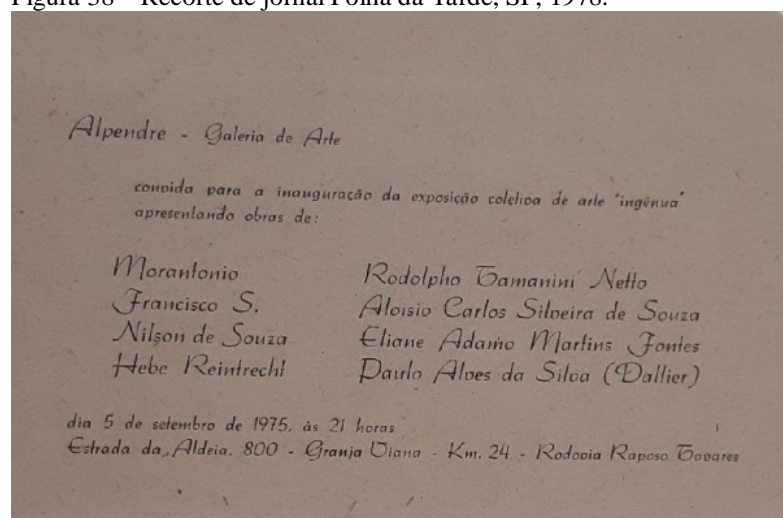 Figura 38 – Recorte de jornal Folha da Tarde, SP, 1978.
Alpendre - Galeria de Arte
convida para a inauguração da exposição coletiva de arte "ingênua"
apresentando obras de:
Morantonio
Francisco S.
Nilson de Souza
Hebe Reintrecht
Rodolpho Tamanini Netto
Aloisio Carlos Silveira de Souza
Eliane Adamo Martins Fontes
Paulo Alves da Silva (Dallier)
dia 5 de setembro de 1975, às 21 horas
Estrada da Aldeia, 800 - Granja Viana - Km. 24 - Rodovia Raposo Tavares